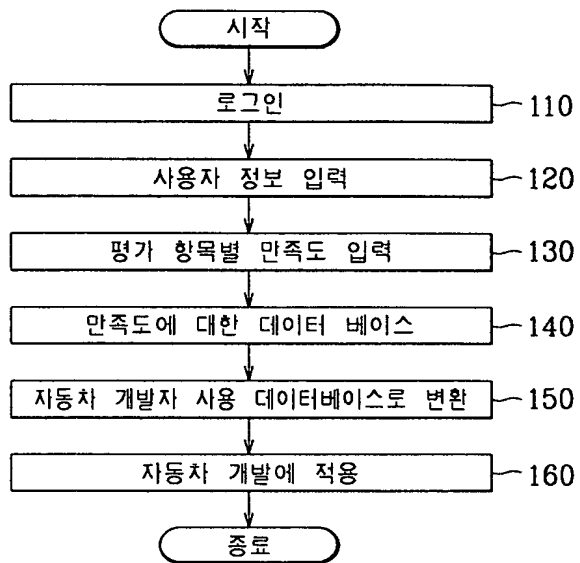 시작
로그인 110
사용자 정보 입력 120
평가 항목별 만족도 입력 130
만족도에 대한 데이터 베이스 140
자동차 개발자 사용 데이터베이스로 변환 150
자동차 개발에 적용 160
종료